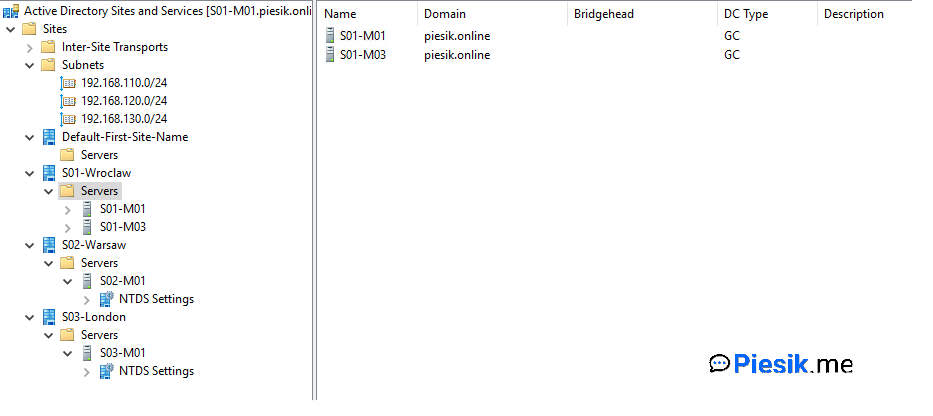 Active Directory Sites and Services [S01-M01.piesik.onli
Sites
Inter-Site Transports
Subnets
192.168.110.0/24
192.168.120.0/24
192.168.130.0/24
Default-First-Site-Name
Servers
S01-Wroclaw
Servers
S01-M01
S01-M03
S02-Warsaw
Servers
S02-M01
NTDS Settings
S03-London
Servers
S03-M01
NTDS Settings
Name Domain Bridgehead DC Type Description
S01-M01 piesik.online GC
S01-M03 piesik.online GC
Piesik.me